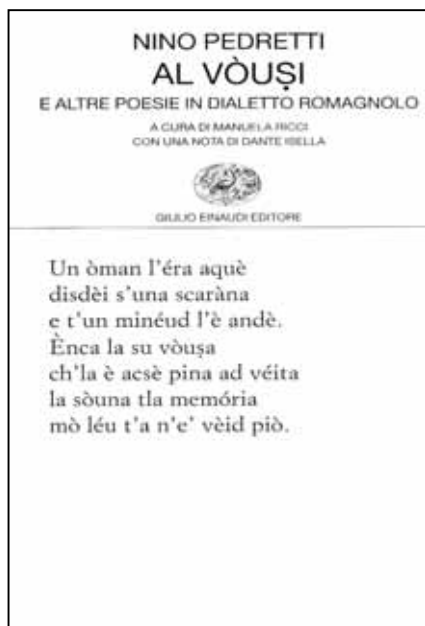 NINO PEDRETTI
AL VÒUṢI
E ALTRE POESIE IN DIALETTO ROMAGNOLO
A CURA DI MANUELA RICCI
CON UNA NOTA DI DANTE ISELLA
GIULIO EINAUDI EDITORE
Un òman l'éra aquè
disdèi s'una scaràna
e t'un minéud l'è andè.
Ènca la su vòuṣa
ch'la è acsè pina ad véita
la sòuna tla memória
mò léu t'a n'e' vèid piò.